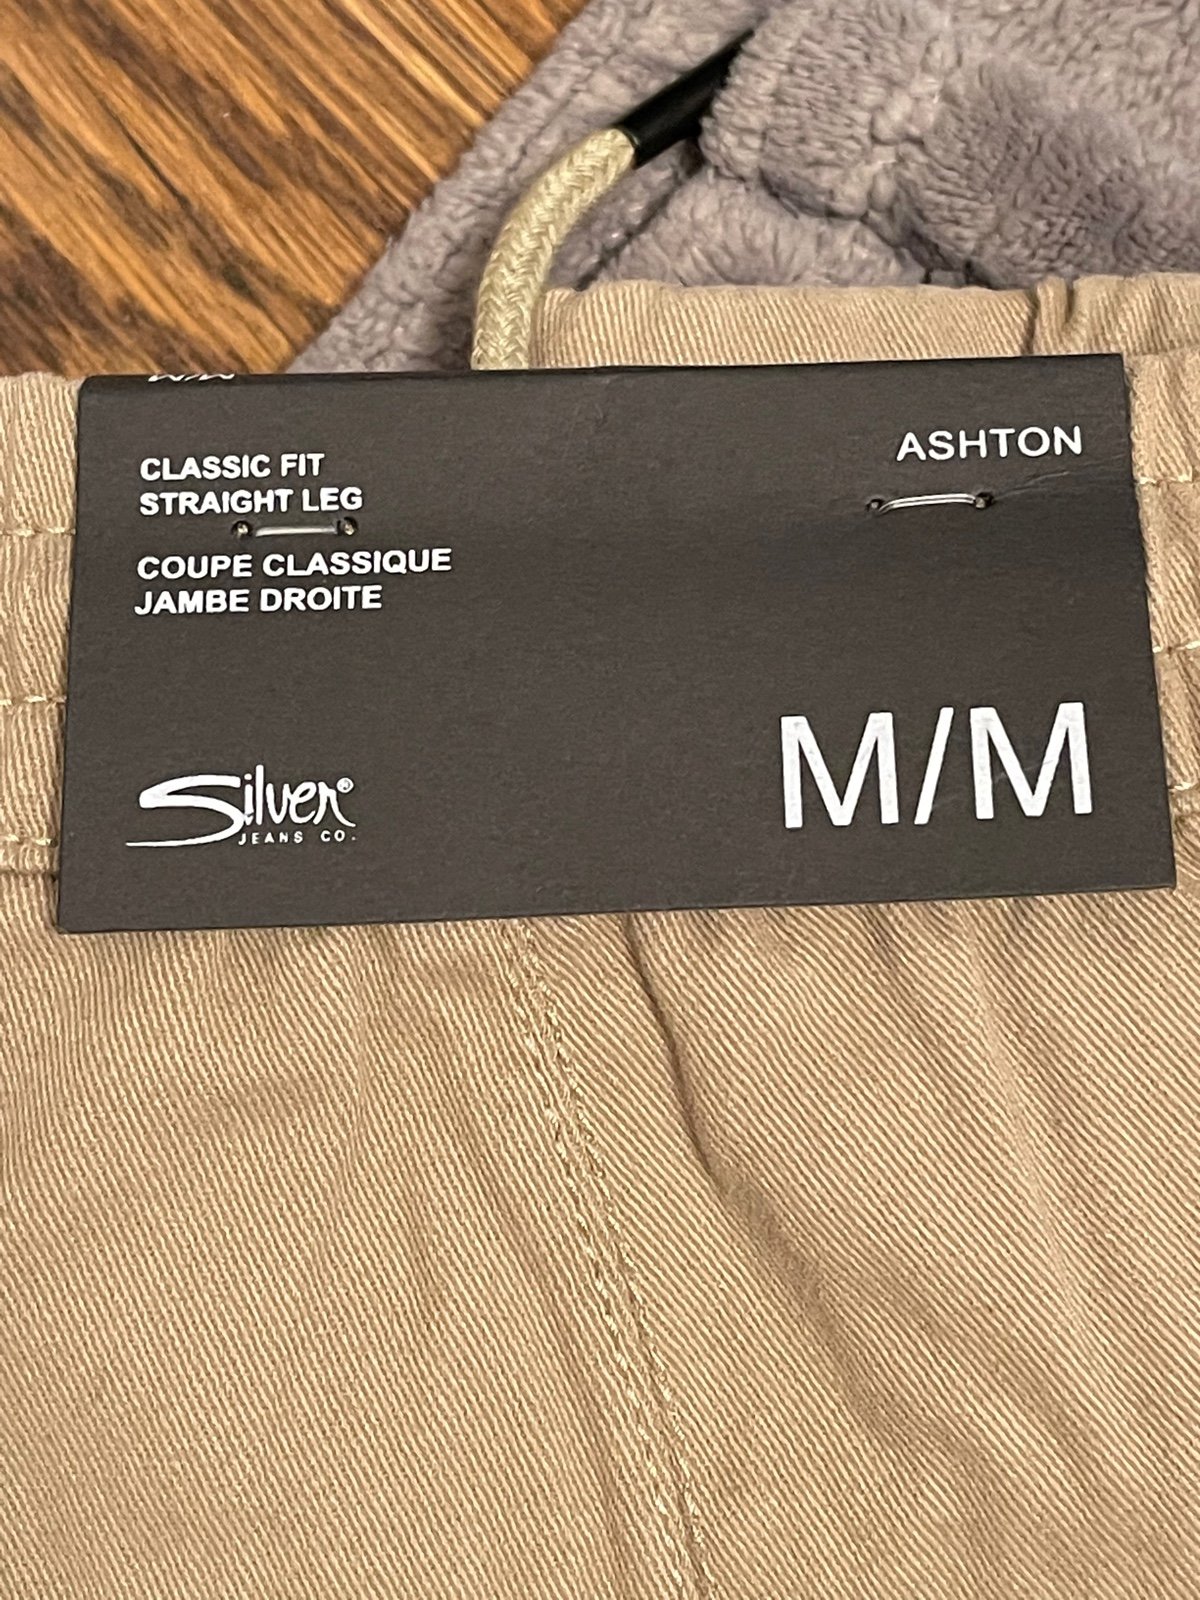 CLASSIC FIT
STRAIGHT LEG
COUPE CLASSIQUE
JAMBE DROITE
ASHTON
M/M
Silver®
JEANS CO.